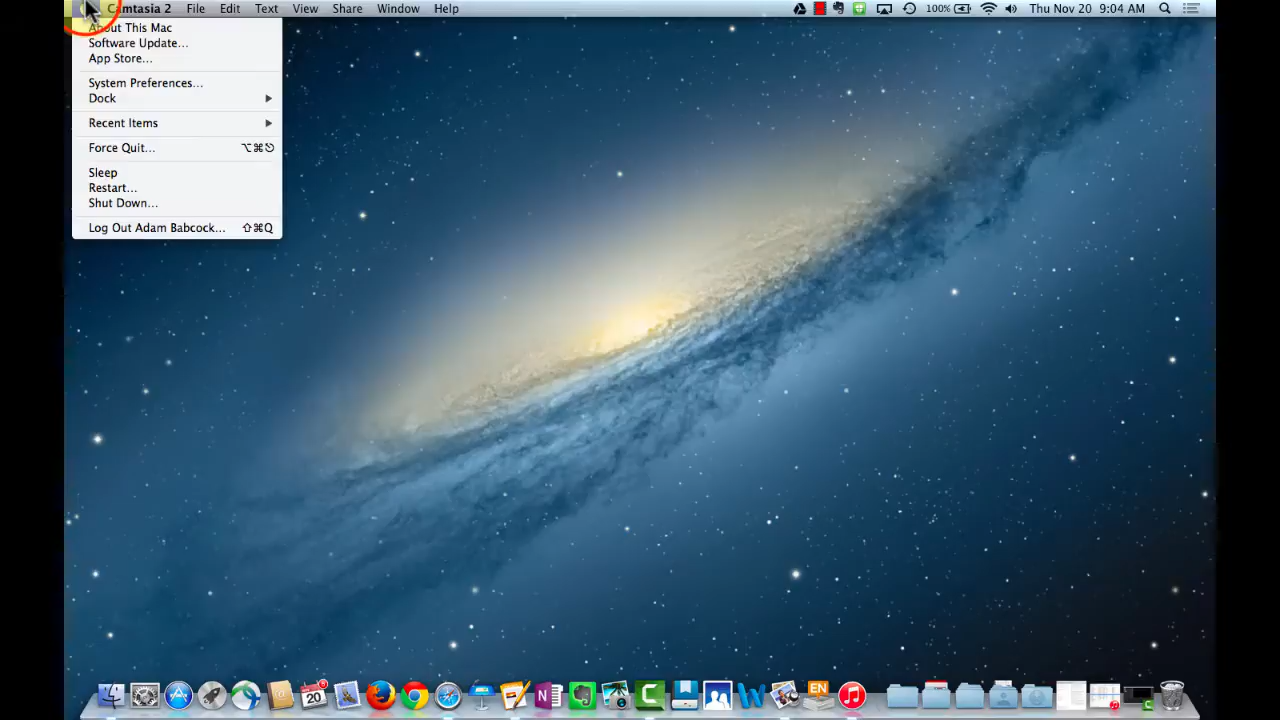 Camtasia 2 File Edit Text View Share Window Help 100% Thu Nov 20 9:04 AM
About This Mac
Software Update...
App Store...
System Preferences...
Dock
Recent Items
Force Quit... ⌥⌘⎋
Sleep
Restart...
Shut Down...
Log Out Adam Babcock... ⇧⌘Q
20
EN